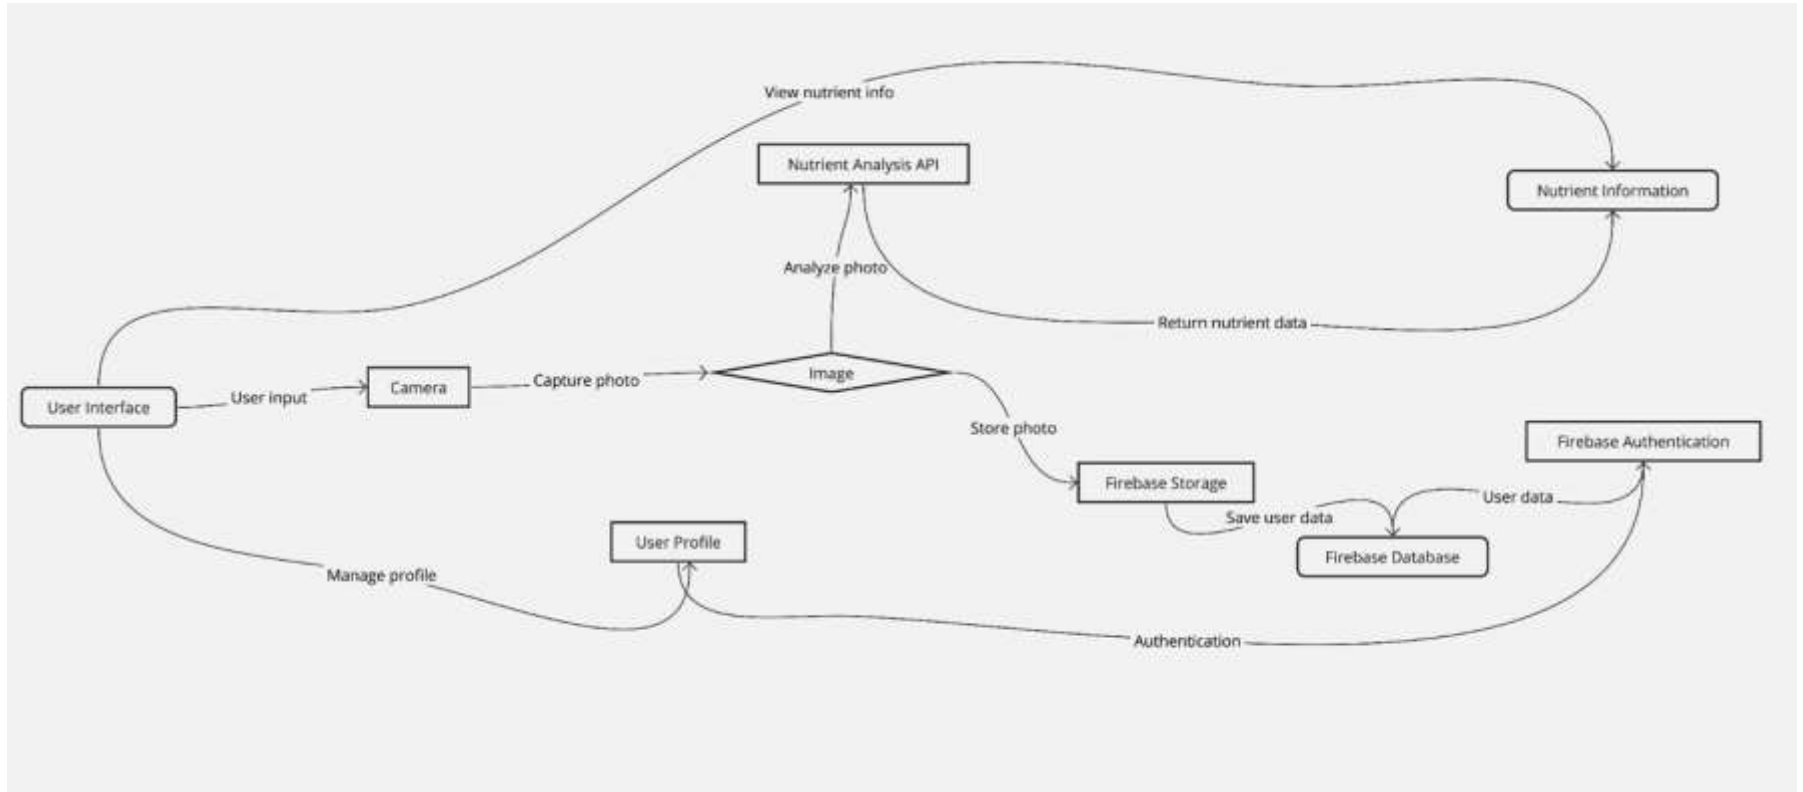 View nutrient info
Nutrient Analysis API
Nutrient Information
Analyze photo
Return nutrient data
Image
Camera
Capture photo
User input
User Interface
Store photo
Firebase Authentication
Firebase Storage
User data
Save user data
User Profile
Firebase Database
Manage profile
Authentication